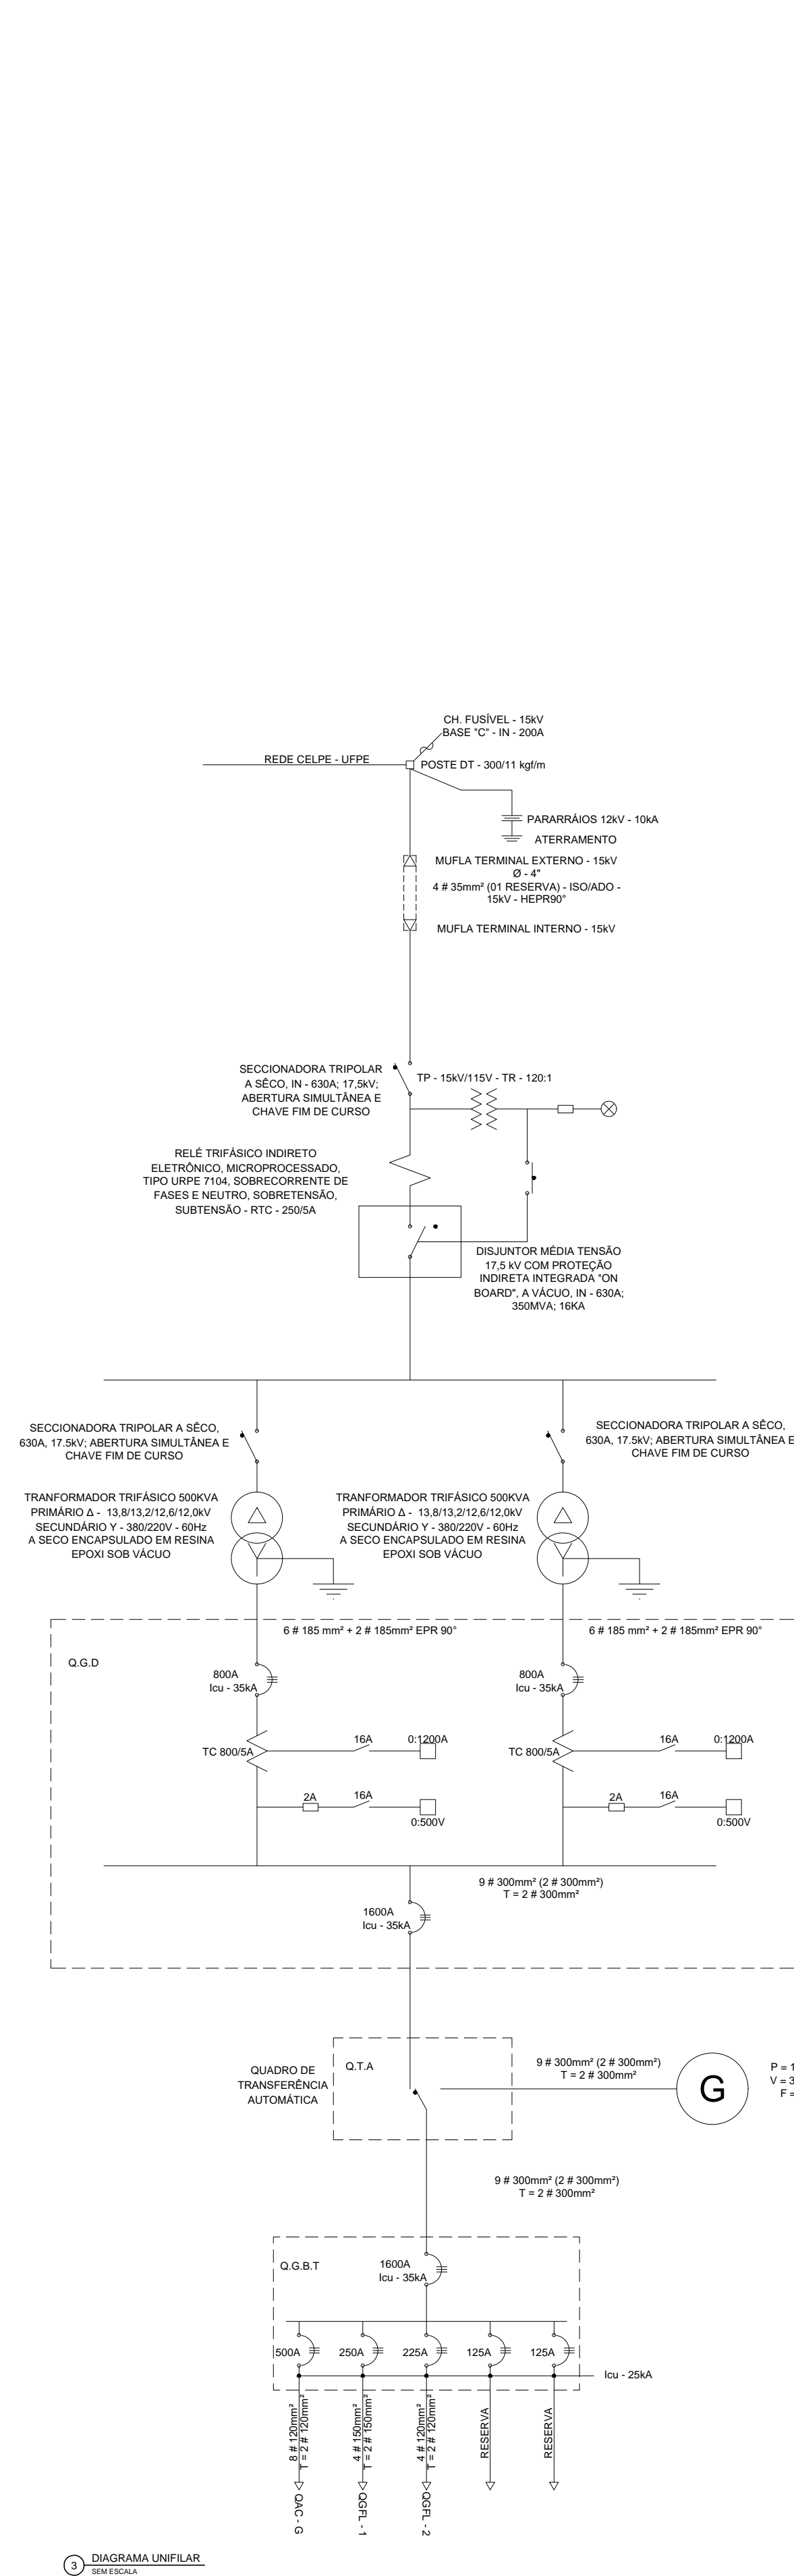 CH. FUSÍVEL - 15kV
BASE "C" - IN - 200A
REDE CELPE - UFPE
POSTE DT - 300/11 kgf/m
PARARRÁIOS 12kV - 10kA
ATERRAMENTO
MUFLA TERMINAL EXTERNO - 15kV
Ø - 4"
4 # 35mm² (01 RESERVA) - ISO/ADO -
15kV - HEPR90°
MUFLA TERMINAL INTERNO - 15kV
SECCIONADORA TRIPOLAR
A SÊCO, IN - 630A; 17,5kV;
ABERTURA SIMULTÂNEA E
CHAVE FIM DE CURSO
TP - 15kV/115V - TR - 120:1
RELÉ TRIFÁSICO INDIRETO
ELETRÔNICO, MICROPROCESSADO,
TIPO URPE 7104, SOBRECORRENTE DE
FASES E NEUTRO, SOBRETENSÃO,
SUBTENSÃO - RTC - 250/5A
DISJUNTOR MÉDIA TENSÃO
17,5 kV COM PROTEÇÃO
INDIRETA INTEGRADA "ON
BOARD", A VÁCUO, IN - 630A;
350MVA; 16KA
SECCIONADORA TRIPOLAR A SÊCO,
630A, 17.5kV; ABERTURA SIMULTÂNEA E
CHAVE FIM DE CURSO
SECCIONADORA TRIPOLAR A SÊCO,
630A, 17.5kV; ABERTURA SIMULTÂNEA E
CHAVE FIM DE CURSO
TRANFORMADOR TRIFÁSICO 500KVA
PRIMÁRIO Δ - 13,8/13,2/12,6/12,0kV
SECUNDÁRIO Y - 380/220V - 60Hz
A SECO ENCAPSULADO EM RESINA
EPOXI SOB VÁCUO
TRANFORMADOR TRIFÁSICO 500KVA
PRIMÁRIO Δ - 13,8/13,2/12,6/12,0kV
SECUNDÁRIO Y - 380/220V - 60Hz
A SECO ENCAPSULADO EM RESINA
EPOXI SOB VÁCUO
6 # 185 mm² + 2 # 185mm² EPR 90°
6 # 185 mm² + 2 # 185mm² EPR 90°
Q.G.D
800A
Icu - 35kA
800A
Icu - 35kA
TC 800/5A
16A
0:1200A
TC 800/5A
16A
0:1200A
2A
16A
0:500V
2A
16A
0:500V
9 # 300mm² (2 # 300mm²)
T = 2 # 300mm²
1600A
Icu - 35kA
QUADRO DE
TRANSFERÊNCIA
AUTOMÁTICA
Q.T.A
9 # 300mm² (2 # 300mm²)
T = 2 # 300mm²
G
P = 1
V = 3
F =
9 # 300mm² (2 # 300mm²)
T = 2 # 300mm²
Q.G.B.T
1600A
Icu - 35kA
500A
250A
225A
125A
125A
Icu - 25kA
8 # 120mm²
T = 2 # 120mm²
4 # 150mm²
T = 2 # 150mm²
4 # 120mm²
T = 2 # 120mm²
RESERVA
RESERVA
QAC - G
QGFL - 1
QGFL - 2
3
DIAGRAMA UNIFILAR
SEM ESCALA